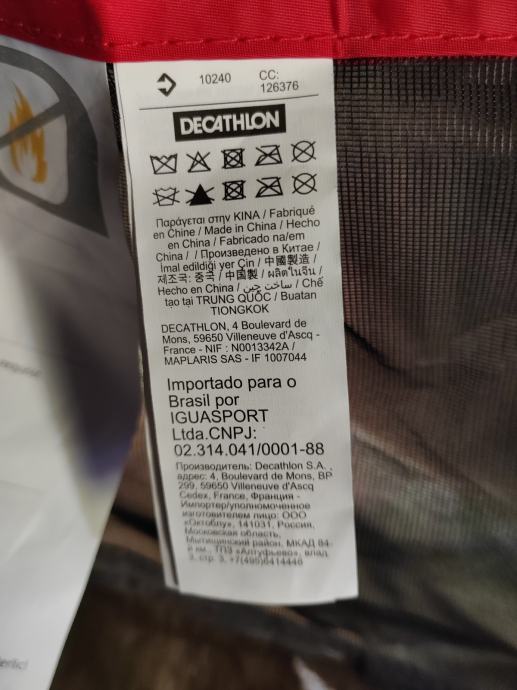 10240
CC:
126376
DECATHLON
Παράγεται στην ΚΙΝΑ / Fabriqué
en Chine / Made in China / Hecho
en China / Fabricado na/em
China / / Произведено в Китае /
İmal edildiği yer Çin / 中國製造 /
제조국: 중국 / 中国製 / ผลิตในจีน /
Hecho en China / ساخت چین / Chế
tạo tại TRUNG QUỐC / Buatan
TIONGKOK
DECATHLON, 4 Boulevard de
Mons, 59650 Villeneuve d'Ascq -
France - NIF : N0013342A /
MAPLARIS SAS - IF 1007044
Importado para o
Brasil por
IGUASPORT
Ltda.CNPJ:
02.314.041/0001-88
Производитель: Decathlon S.A.,
адрес: 4, Boulevard de Mons, BP
299, 59650 Villeneuve d'Ascq
Cedex, France, Франция -
Импортер/уполномоченное
изготовителем лицо: ООО
«Октоблу», 141031, Россия,
Московская область,
Мытищинский район, МКАД 84-
й км., ТПЗ «Алтуфьево», влад.
3, стр. 3, +7(495)6414446